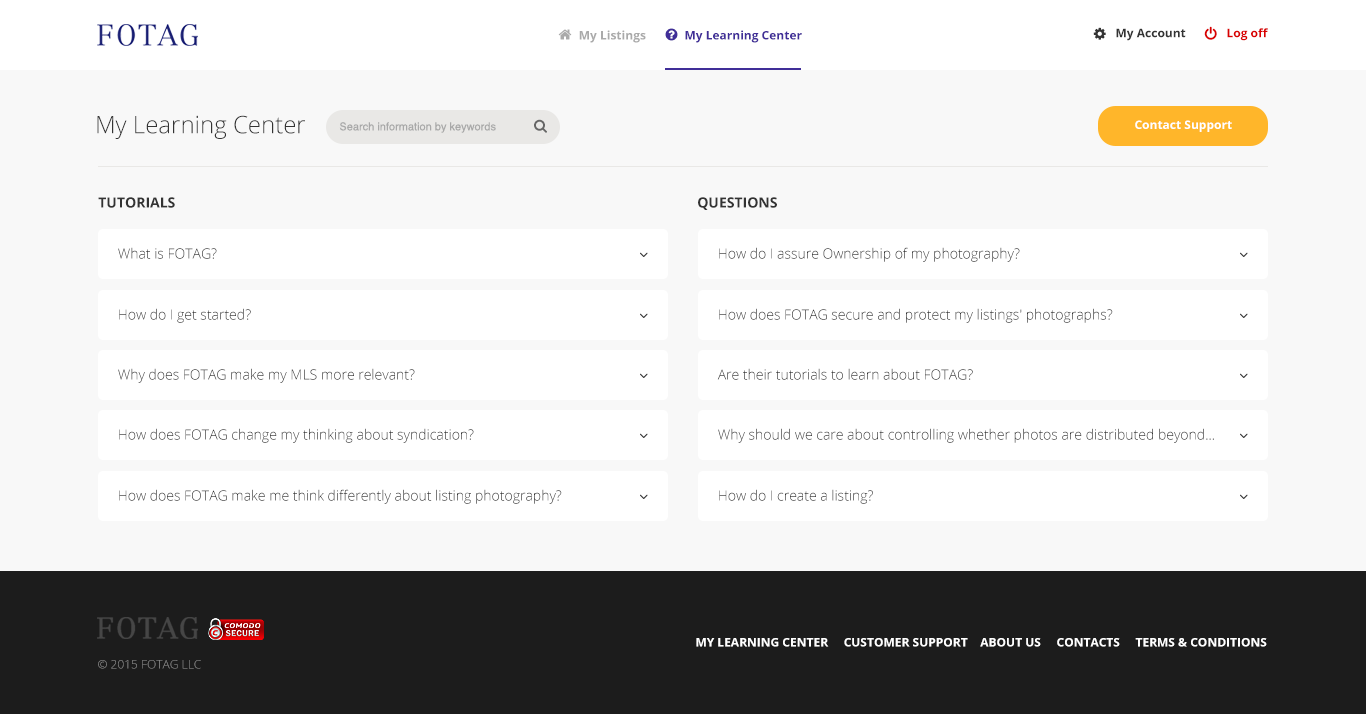 FOTAG
My Listings
My Learning Center
My Account
Log off
My Learning Center
Search information by keywords
Contact Support
TUTORIALS
What is FOTAG?
How do I get started?
Why does FOTAG make my MLS more relevant?
How does FOTAG change my thinking about syndication?
How does FOTAG make me think differently about listing photography?
QUESTIONS
How do I assure Ownership of my photography?
How does FOTAG secure and protect my listings' photographs?
Are their tutorials to learn about FOTAG?
Why should we care about controlling whether photos are distributed beyond...
How do I create a listing?
FOTAG
COMODO
SECURE
© 2015 FOTAG LLC
MY LEARNING CENTER
CUSTOMER SUPPORT
ABOUT US
CONTACTS
TERMS & CONDITIONS